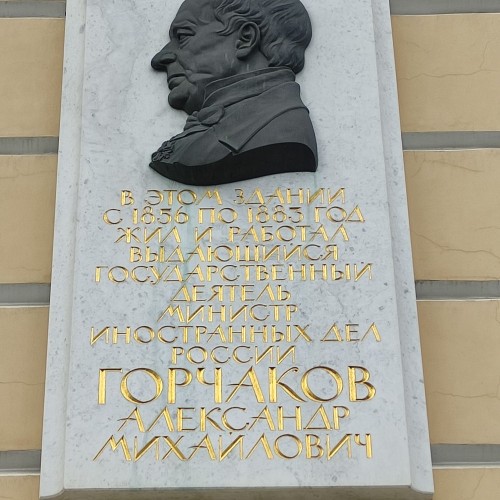 В ЭТОМ ЗДАНИИ
С 1856 ПО 1883 ГОД
ЖИЛ И РАБОТАЛ
ВЫДАЮЩИЙСЯ
ГОСУДАРСТВЕННЫЙ
ДЕЯТЕЛЬ
МИНИСТР
ИНОСТРАННЫХ ДЕЛ
РОССИИ
ГОРЧАКОВ
АЛЕКСАНДР
МИХАЙЛОВИЧ